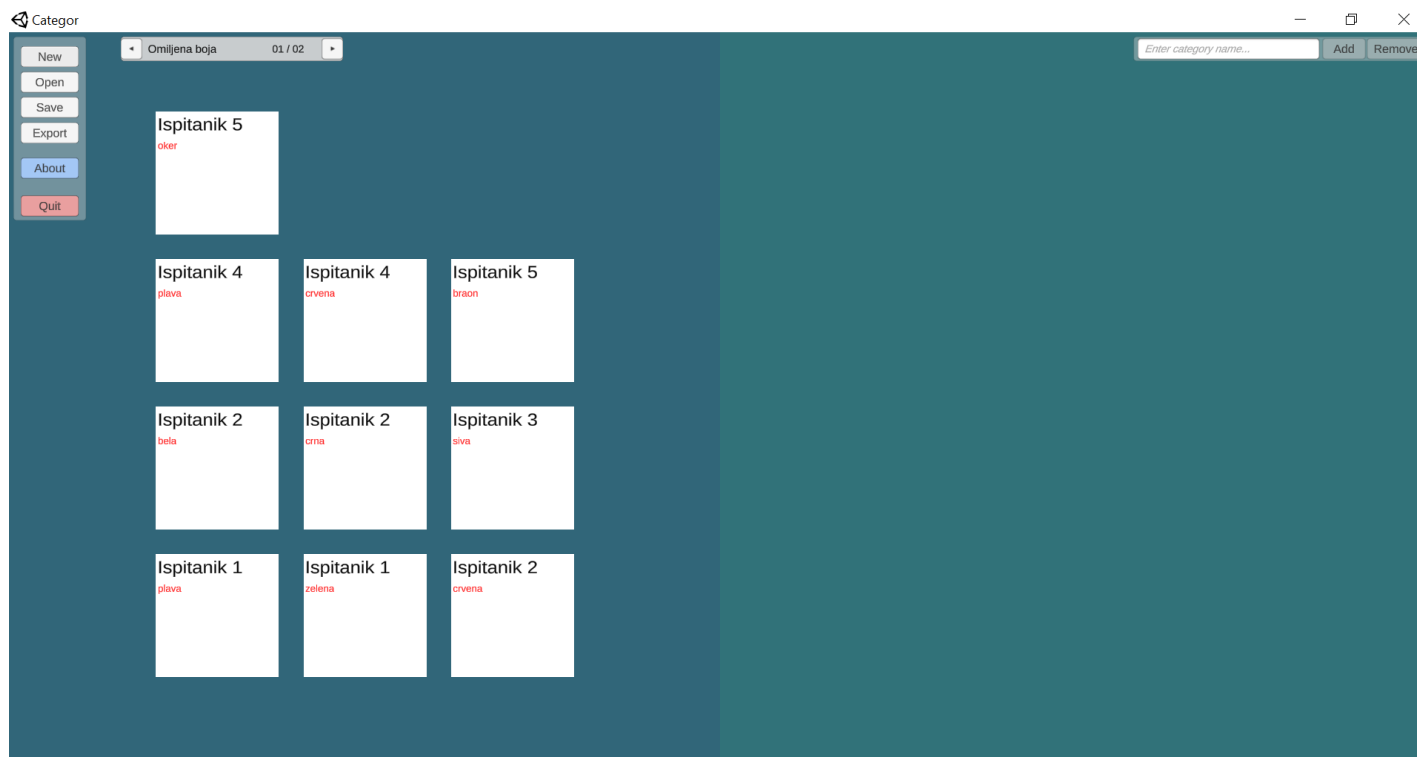 Categor
New
Open
Save
Export
About
Quit
Omiljena boja 01 / 02
Enter category name... Add Remove
Ispitanik 5
oker
Ispitanik 4
plava
Ispitanik 4
crvena
Ispitanik 5
braon
Ispitanik 2
bela
Ispitanik 2
crna
Ispitanik 3
siva
Ispitanik 1
plava
Ispitanik 1
zelena
Ispitanik 2
crvena